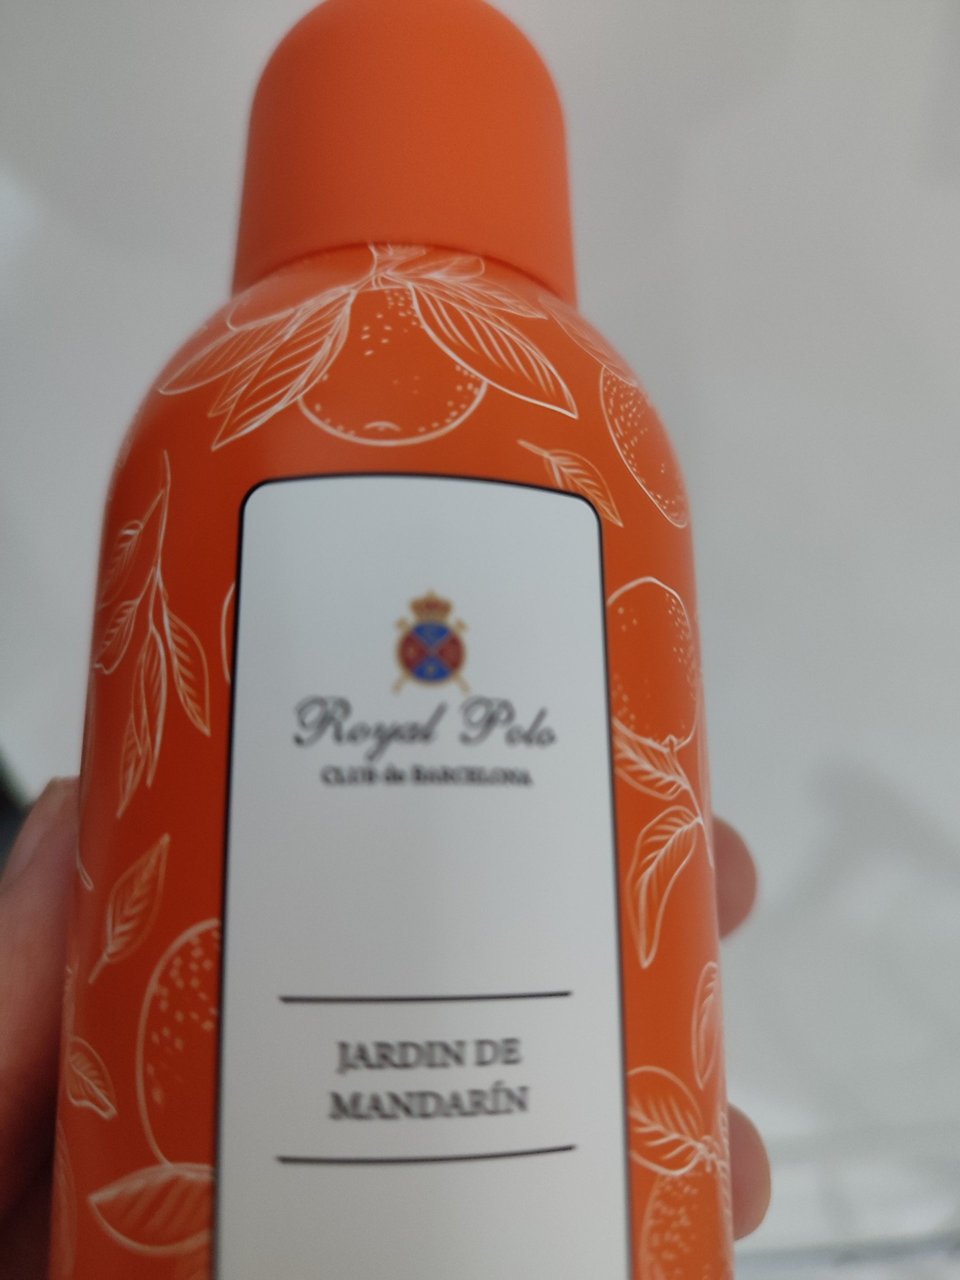 Royal Polo
CLUB de BARCELONA
JARDIN DE
MANDARÍN